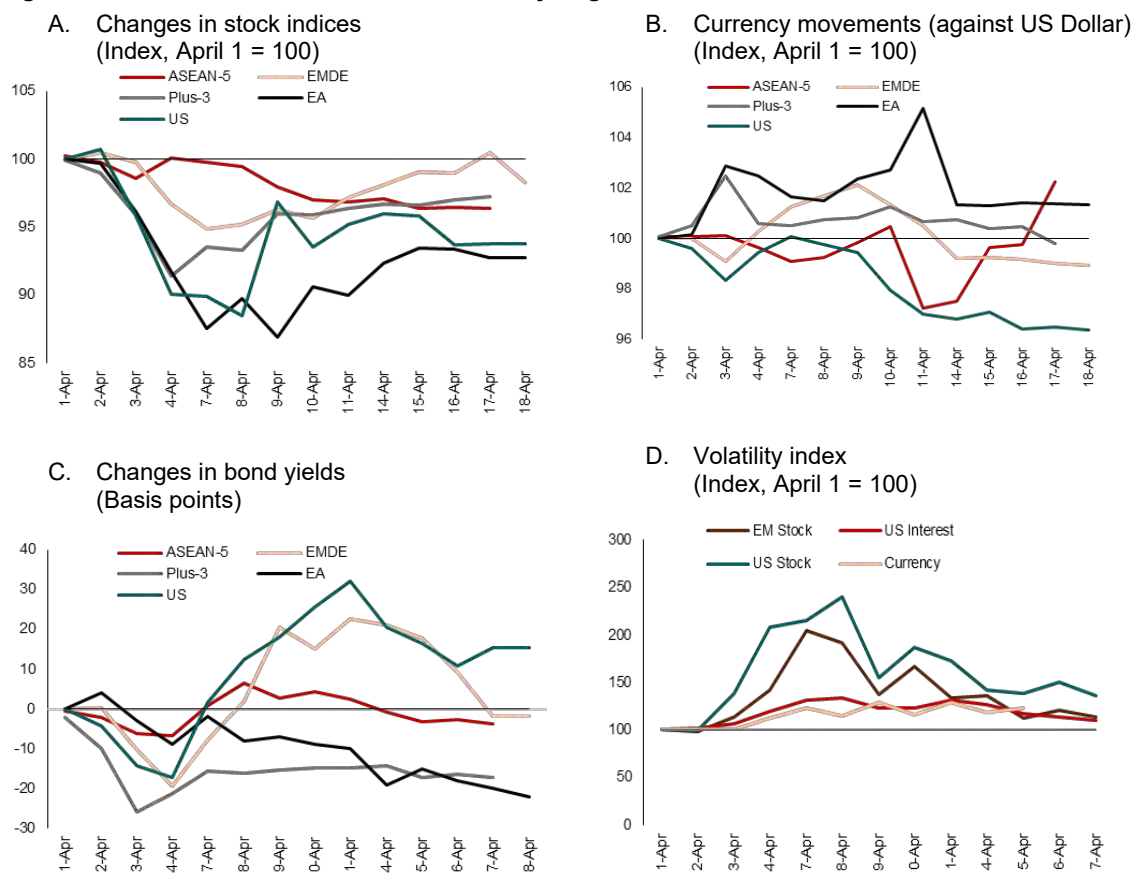 A. Changes in stock indices
(Index, April 1 = 100)
ASEAN-5 EMDE
Plus-3 EA
US
105
100
95
90
85
1-Apr 2-Apr 3-Apr 4-Apr 7-Apr 8-Apr 9-Apr 10-Apr 11-Apr 14-Apr 15-Apr 16-Apr 17-Apr 18-Apr
B. Currency movements (against US Dollar)
(Index, April 1 = 100)
ASEAN-5 EMDE
Plus-3 EA
US
106
104
102
100
98
96
1-Apr 2-Apr 3-Apr 4-Apr 7-Apr 8-Apr 9-Apr 10-Apr 11-Apr 14-Apr 15-Apr 16-Apr 17-Apr 18-Apr
C. Changes in bond yields
(Basis points)
ASEAN-5 EMDE
Plus-3 EA
US
40
30
20
10
0
-10
-20
-30
1-Apr 2-Apr 3-Apr 4-Apr 7-Apr 8-Apr 9-Apr 0-Apr 1-Apr 4-Apr 5-Apr 6-Apr 7-Apr 8-Apr
D. Volatility index
(Index, April 1 = 100)
EM Stock US Interest
US Stock Currency
300
250
200
150
100
50
0
1-Apr 2-Apr 3-Apr 4-Apr 7-Apr 8-Apr 9-Apr 0-Apr 1-Apr 4-Apr 5-Apr 6-Apr 7-Apr